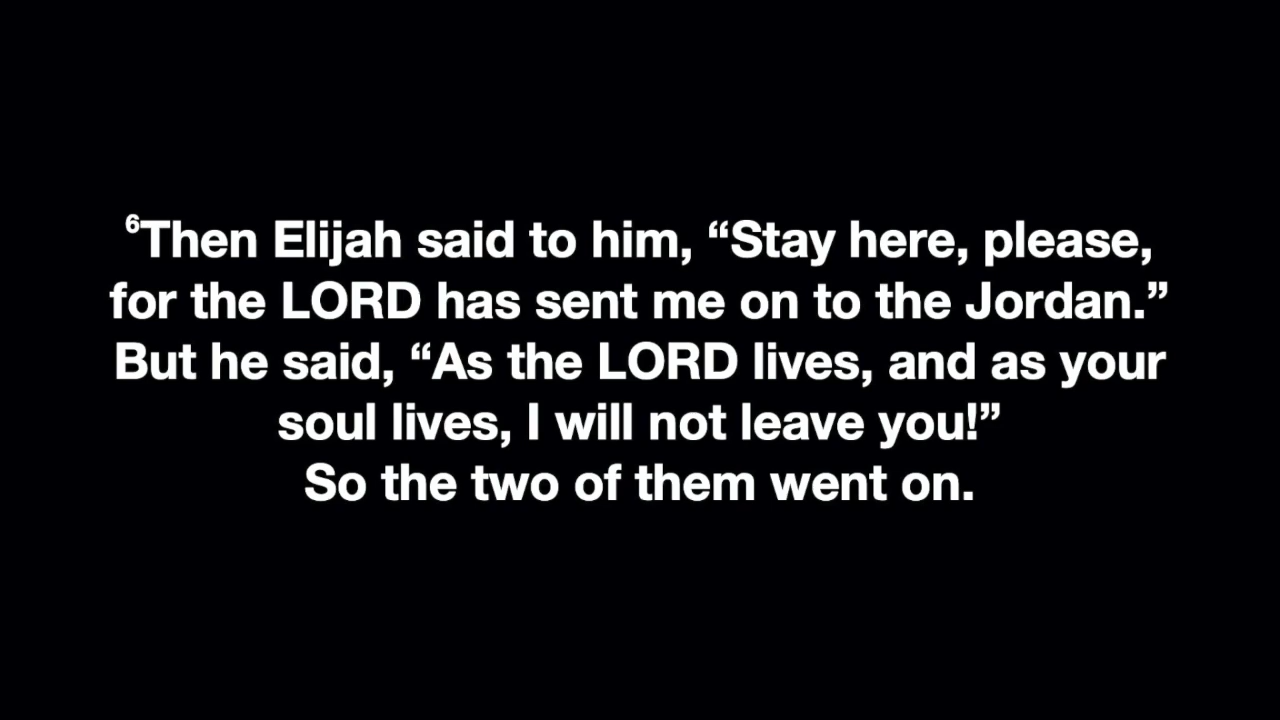 ⁶Then Elijah said to him, “Stay here, please,
for the LORD has sent me on to the Jordan.”
But he said, “As the LORD lives, and as your
soul lives, I will not leave you!”
So the two of them went on.